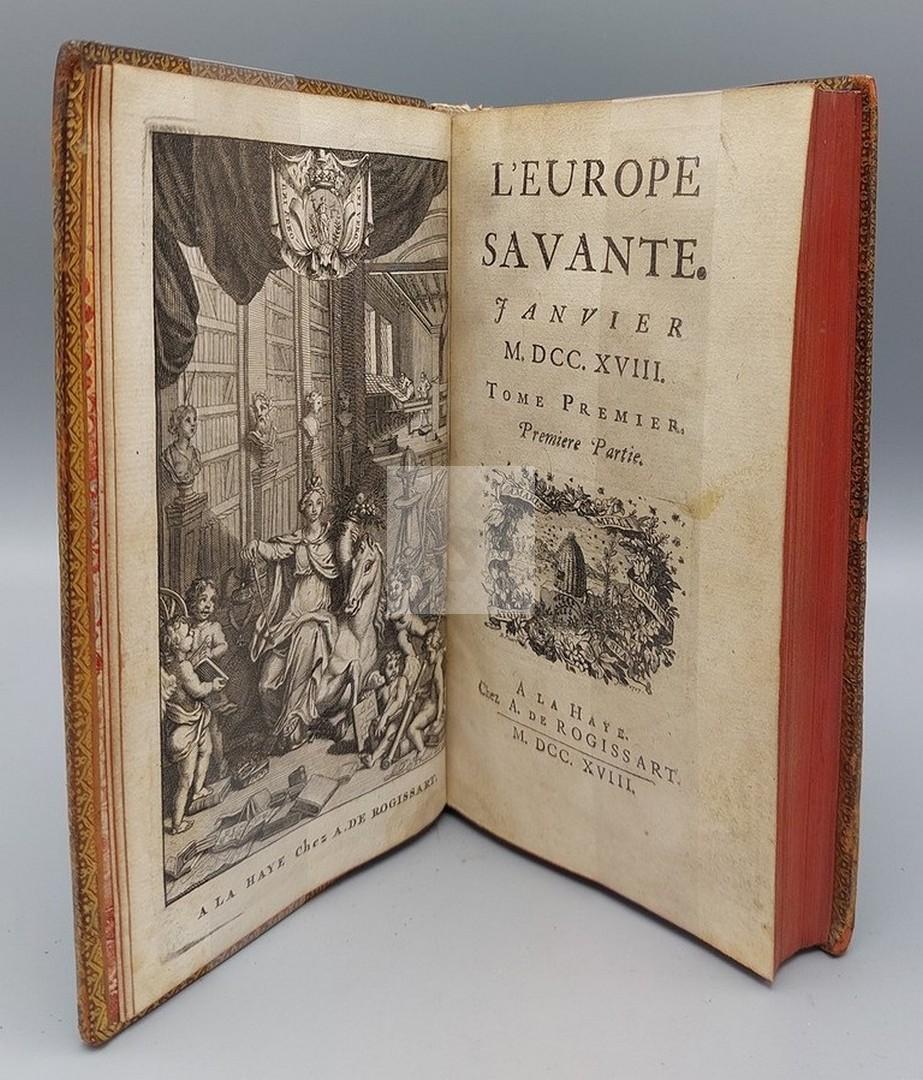 A LA HAYE Chez A. DE ROGISSART.
L'EUROPE
SAVANTE.
JANVIER
M. DCC. XVIII.
TOME PREMIER.
Premiere Partie.
MELLA
A LA HAYE.
Chez A. DE ROGISSART.
M. DCC. XVIII.